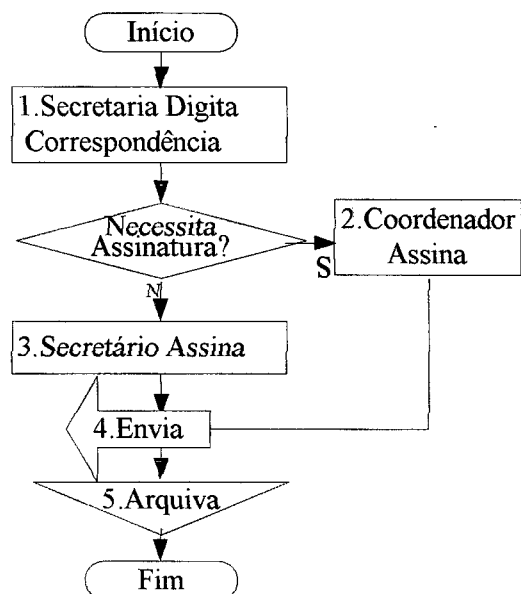 Início
1.Secretaria Digita
Correspondência
Necessita
Assinatura?
S
2.Coordenador
Assina
N
3.Secretário Assina
4.Envia
5.Arquiva
Fim